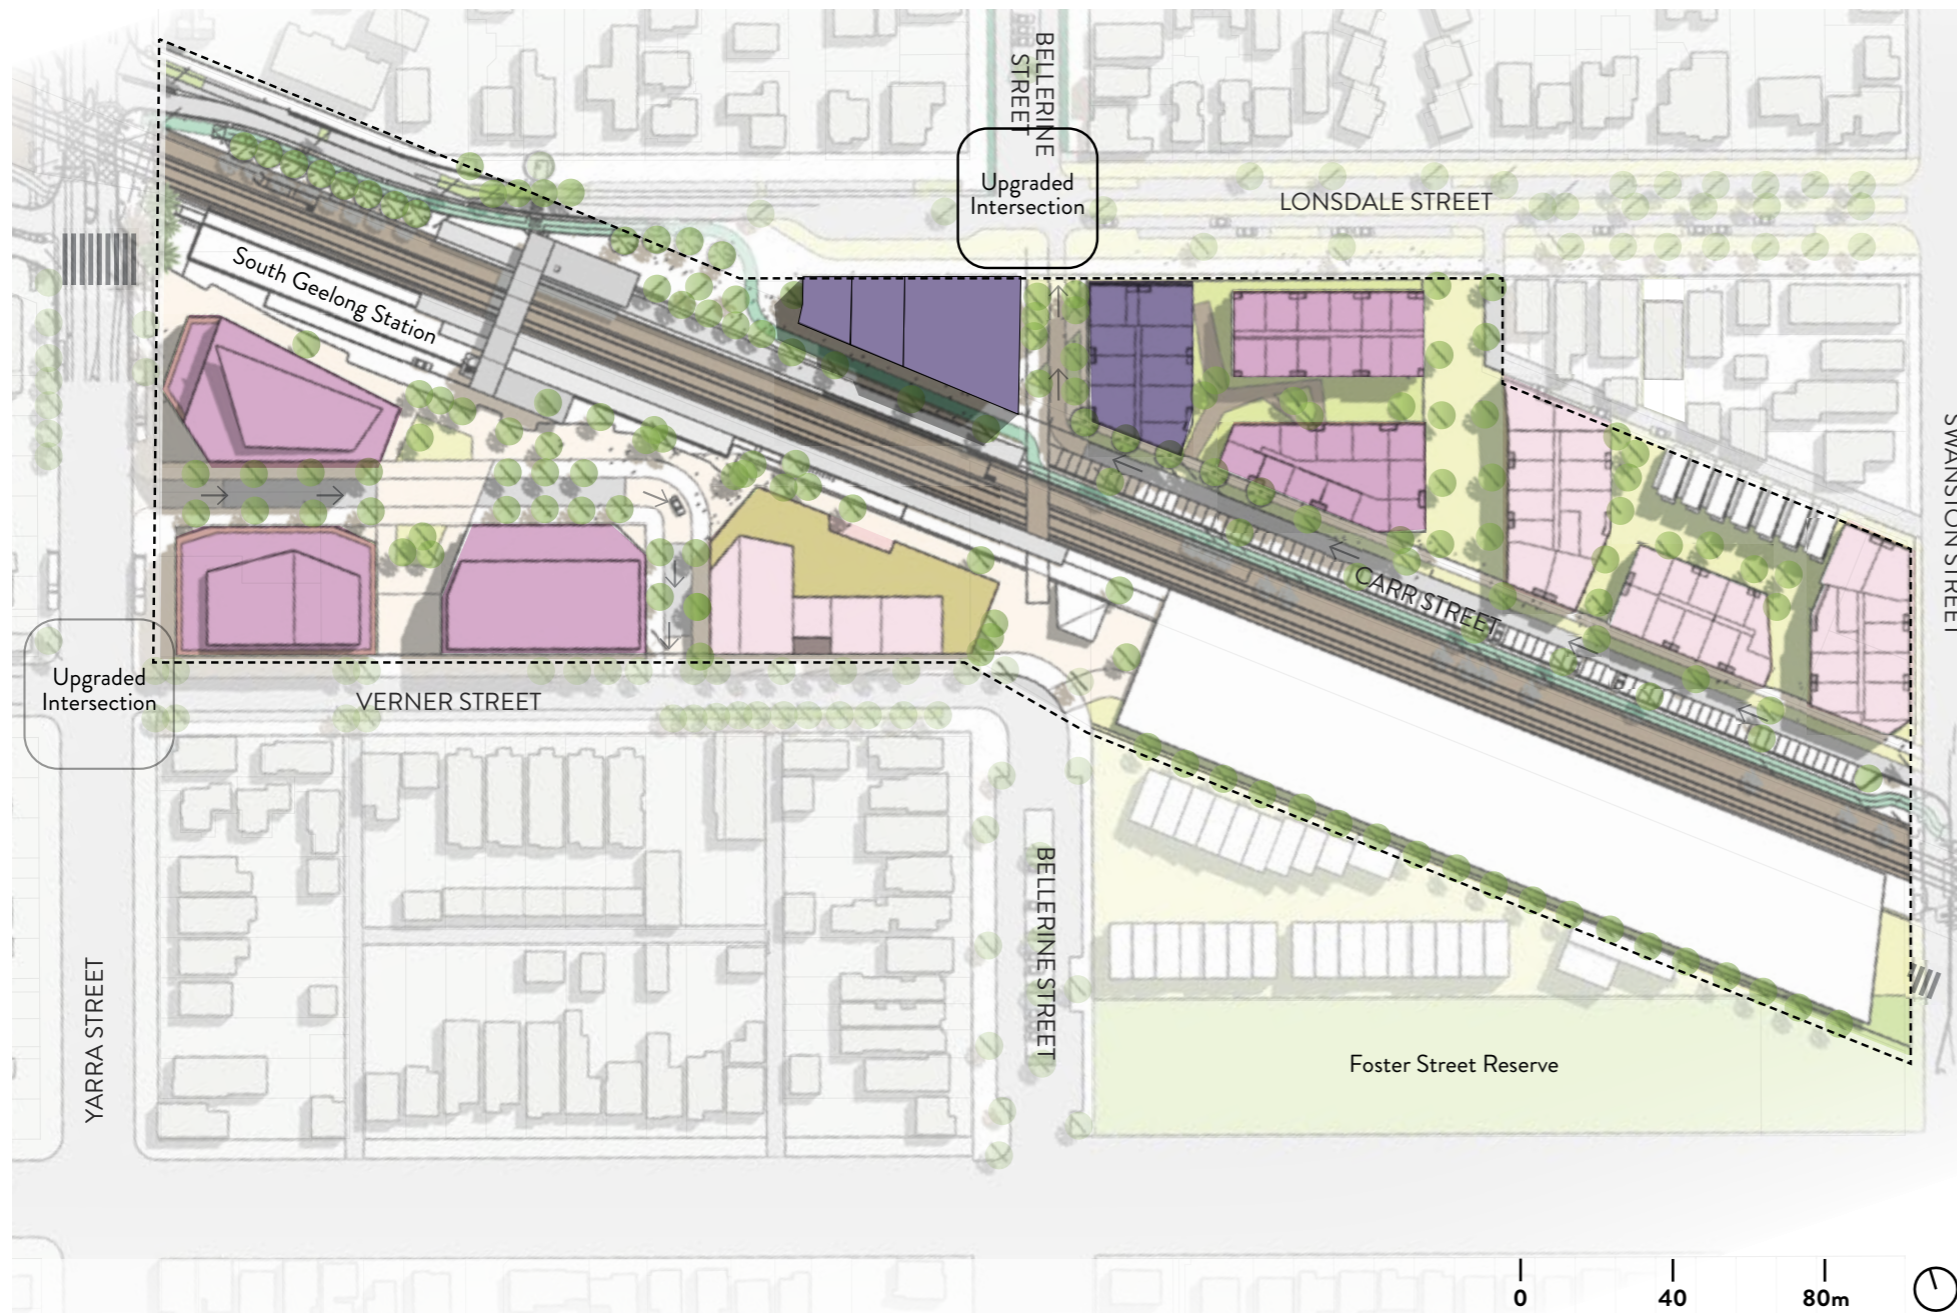 BELLERINE
STREET
Upgraded
Intersection
LONSDALE STREET
South Geelong Station
SWANSTON STREET
CARR STREET
Upgraded
Intersection
VERNER STREET
BELLERINE STREET
YARRA STREET
Foster Street Reserve
0 40 80m